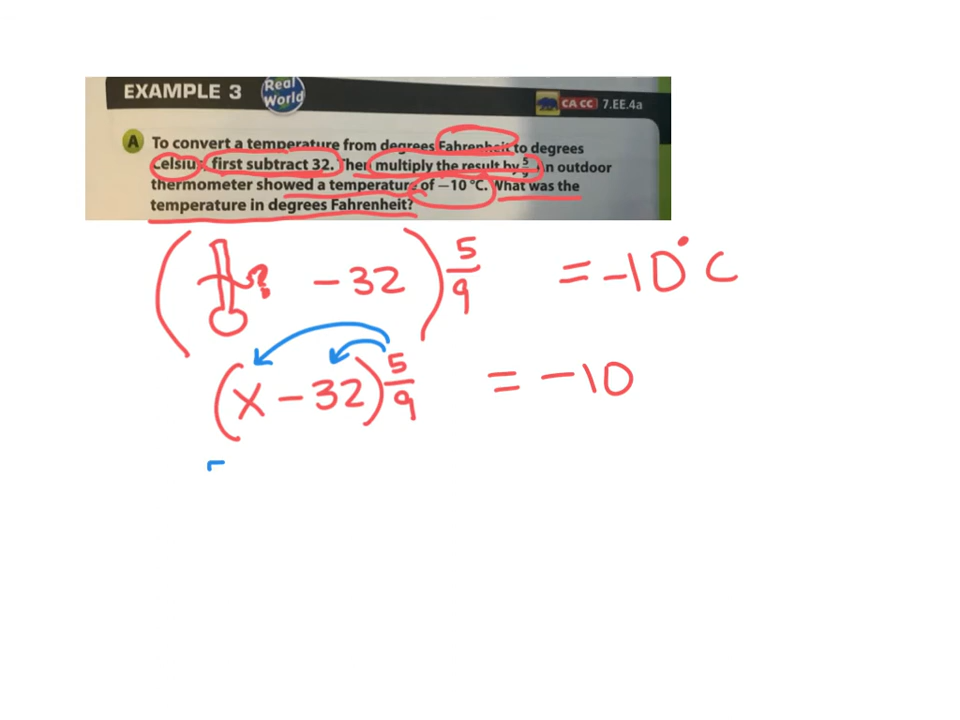 EXAMPLE 3 Real World CA CC 7.EE.4a
A To convert a temperature from degrees Fahrenheit to degrees
Celsius, first subtract 32. Then multiply the result by 5/9. An outdoor
thermometer showed a temperature of −10 °C. What was the
temperature in degrees Fahrenheit?
( ? − 32) 5/9 = −10°C
(x − 32) 5/9 = −10